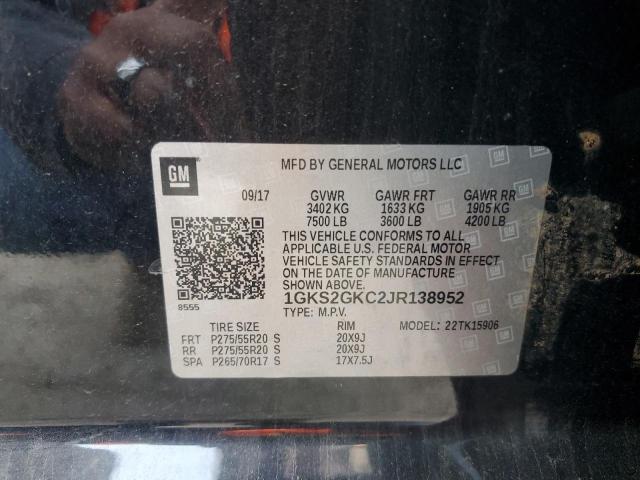 GM
MFD BY GENERAL MOTORS LLC
09/17 GVWR GAWR FRT GAWR RR
3402 KG 1633 KG 1905 KG
7500 LB 3600 LB 4200 LB
THIS VEHICLE CONFORMS TO ALL
APPLICABLE U.S. FEDERAL MOTOR
VEHICLE SAFETY STANDARDS IN EFFECT
ON THE DATE OF MANUFACTURE
SHOWN ABOVE.
8555
1GKS2GKC2JR138952
TYPE: M.P.V. MODEL: 22TK15906
TIRE SIZE RIM
FRT P275/55R20 S 20X9J
RR P275/55R20 S 20X9J
SPA P265/70R17 S 17X7.5J